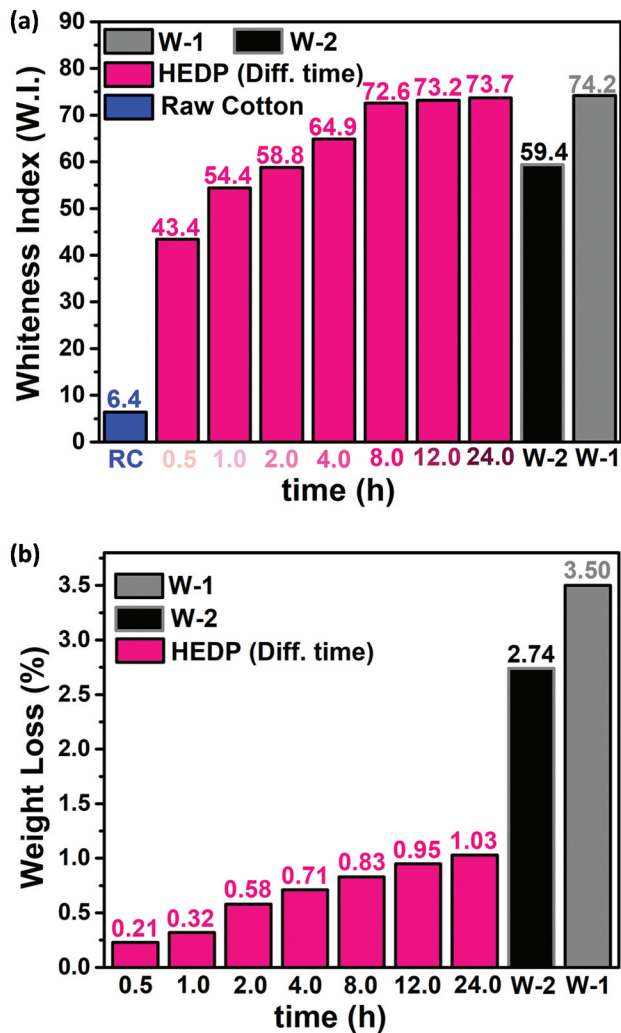 (a)
90
80
70
60
50
40
30
20
10
0
Whiteness Index (W.I.)
W-1 W-2
HEDP (Diff. time)
Raw Cotton
6.4
43.4
54.4
58.8
64.9
72.6
73.2
73.7
59.4
74.2
RC 0.5 1.0 2.0 4.0 8.0 12.0 24.0 W-2 W-1
time (h)
(b)
3.5
3.0
2.5
2.0
1.5
1.0
0.5
0.0
Weight Loss (%)
W-1
W-2
HEDP (Diff. time)
0.21
0.32
0.58
0.71
0.83
0.95
1.03
2.74
3.50
0.5 1.0 2.0 4.0 8.0 12.0 24.0 W-2 W-1
time (h)